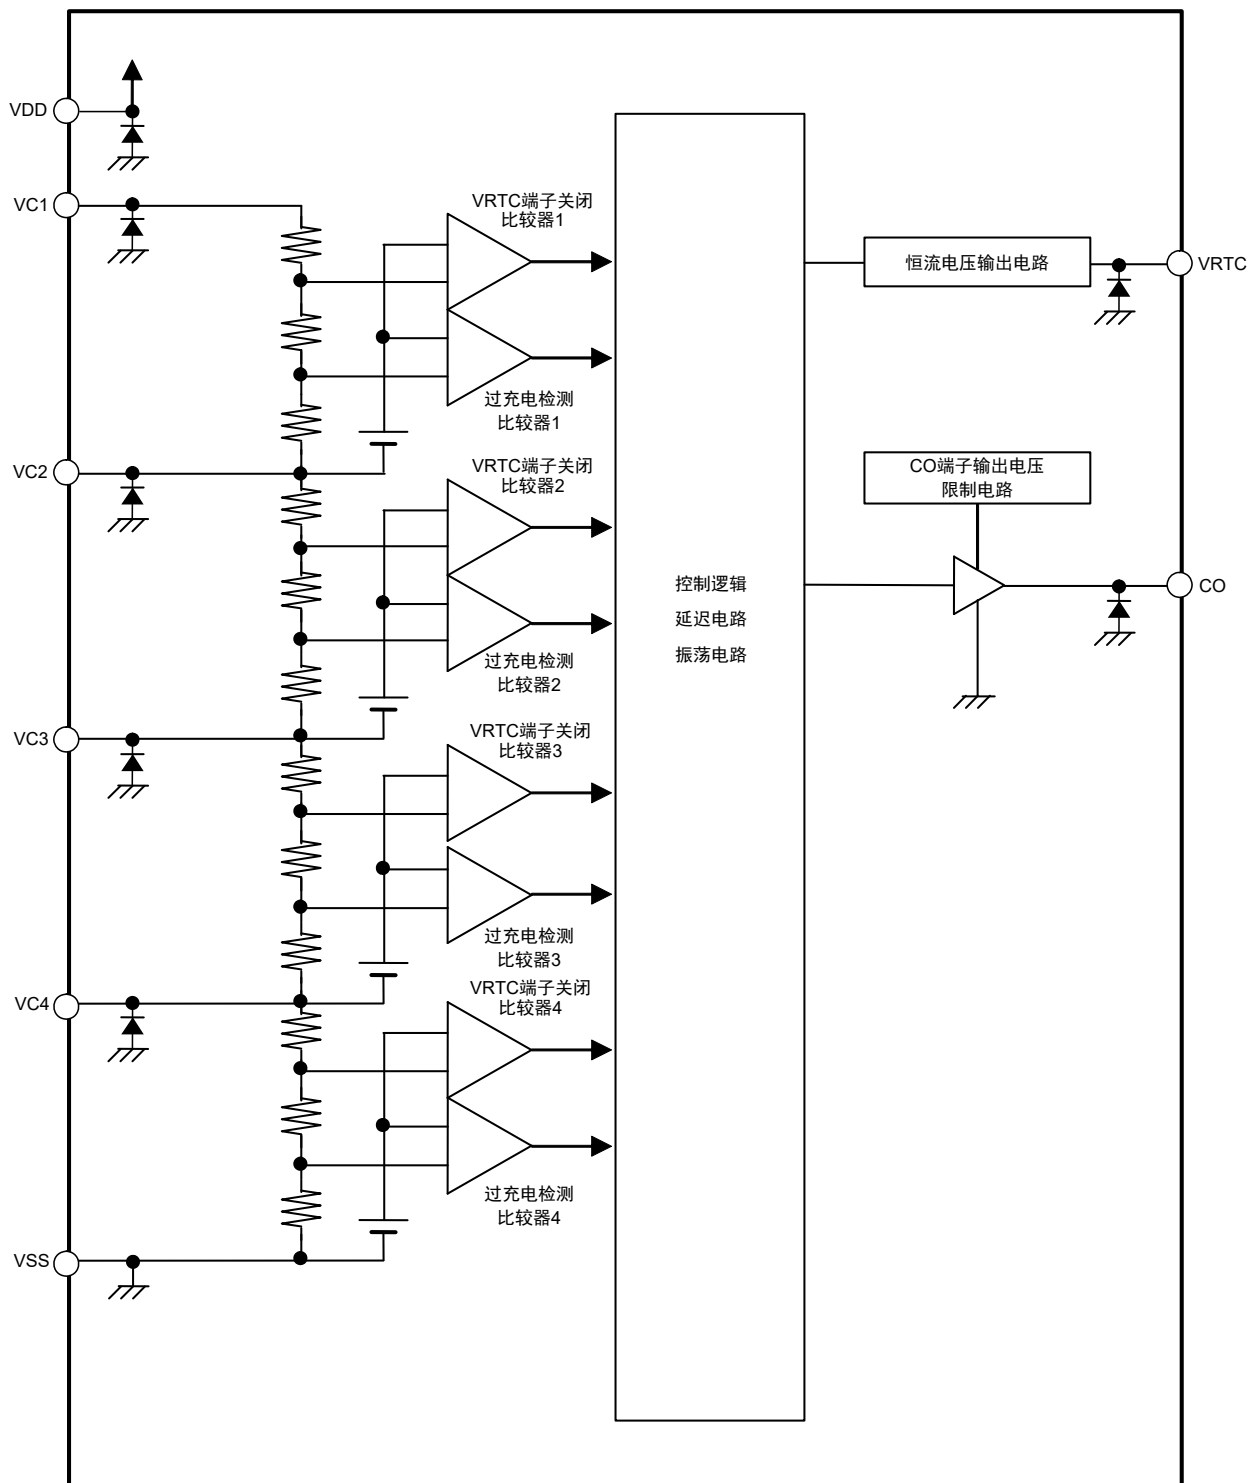 VDD
VC1
VRTC端子关闭
比较器1
恒流电压输出电路
VRTC
过充电检测
比较器1
VC2
VRTC端子关闭
比较器2
CO端子输出电压
限制电路
控制逻辑
延迟电路
振荡电路
CO
过充电检测
比较器2
VC3
VRTC端子关闭
比较器3
过充电检测
比较器3
VC4
VRTC端子关闭
比较器4
过充电检测
比较器4
VSS